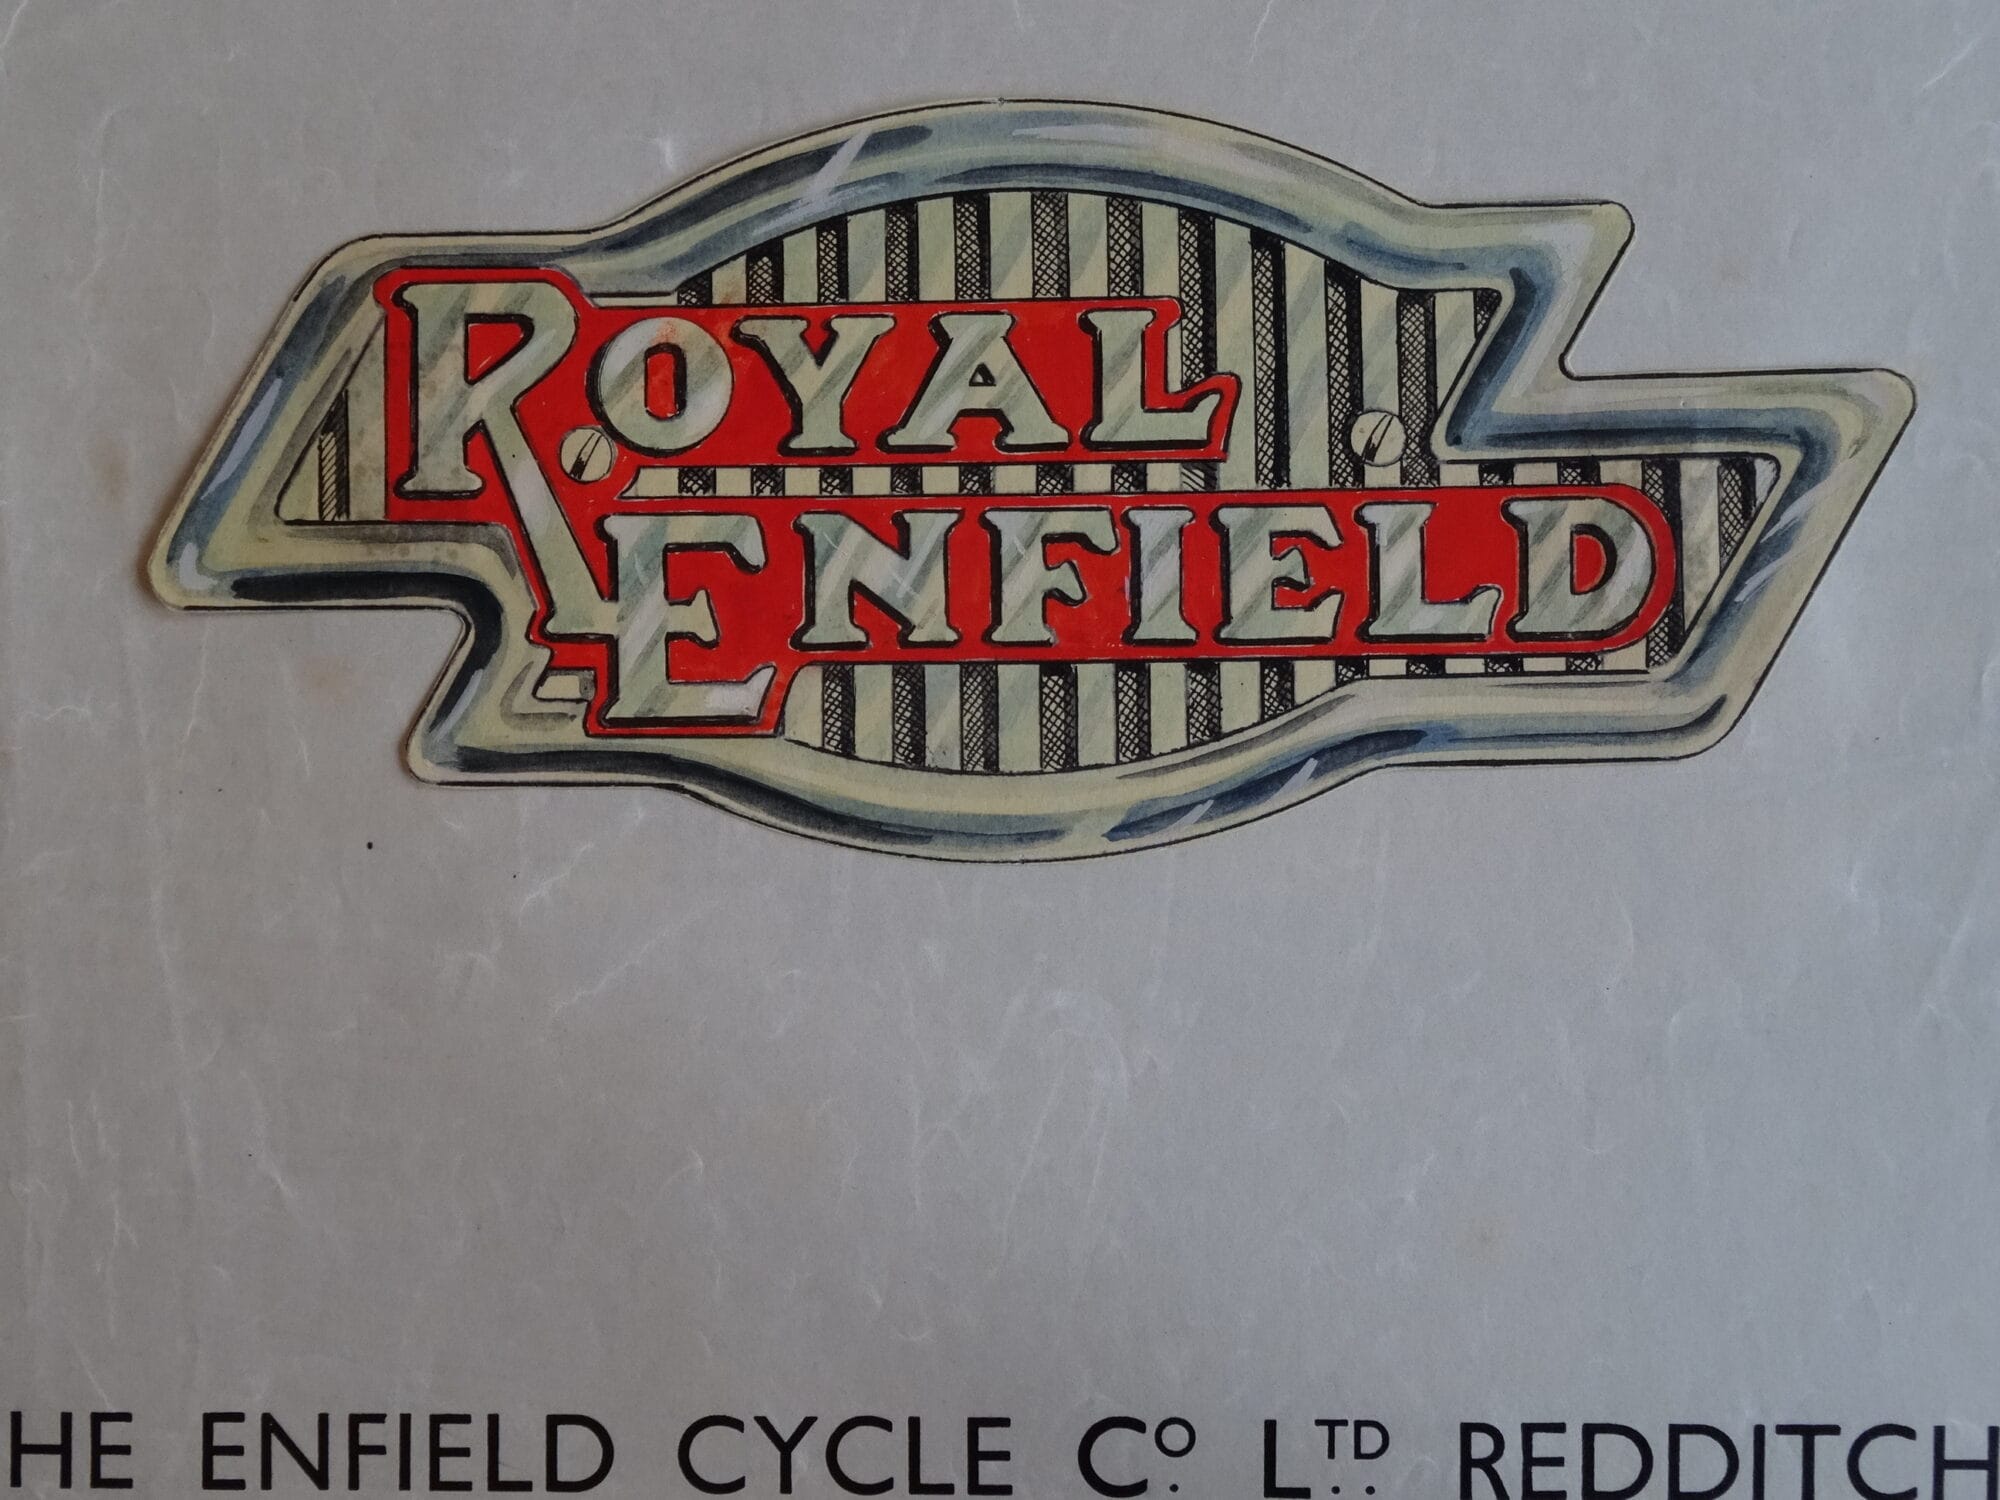 ROYAL
ENFIELD
HE ENFIELD CYCLE Cº. LTD. REDDITCH